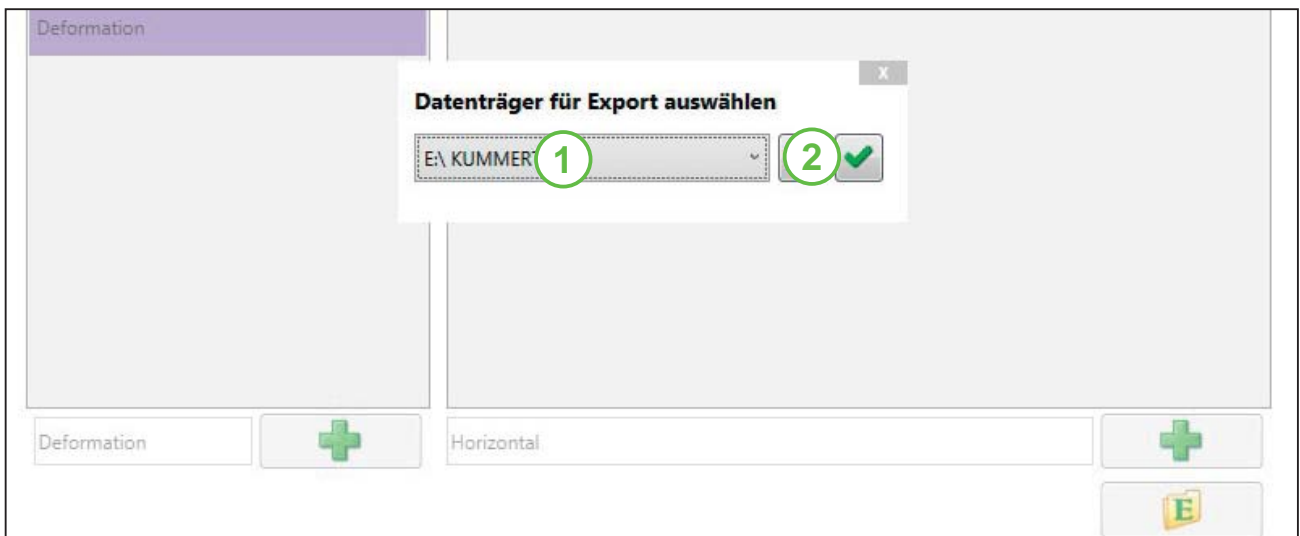 Deformation
X
Datenträger für Export auswählen
E:\ KUMMERT
1
2
Deformation
Horizontal
E